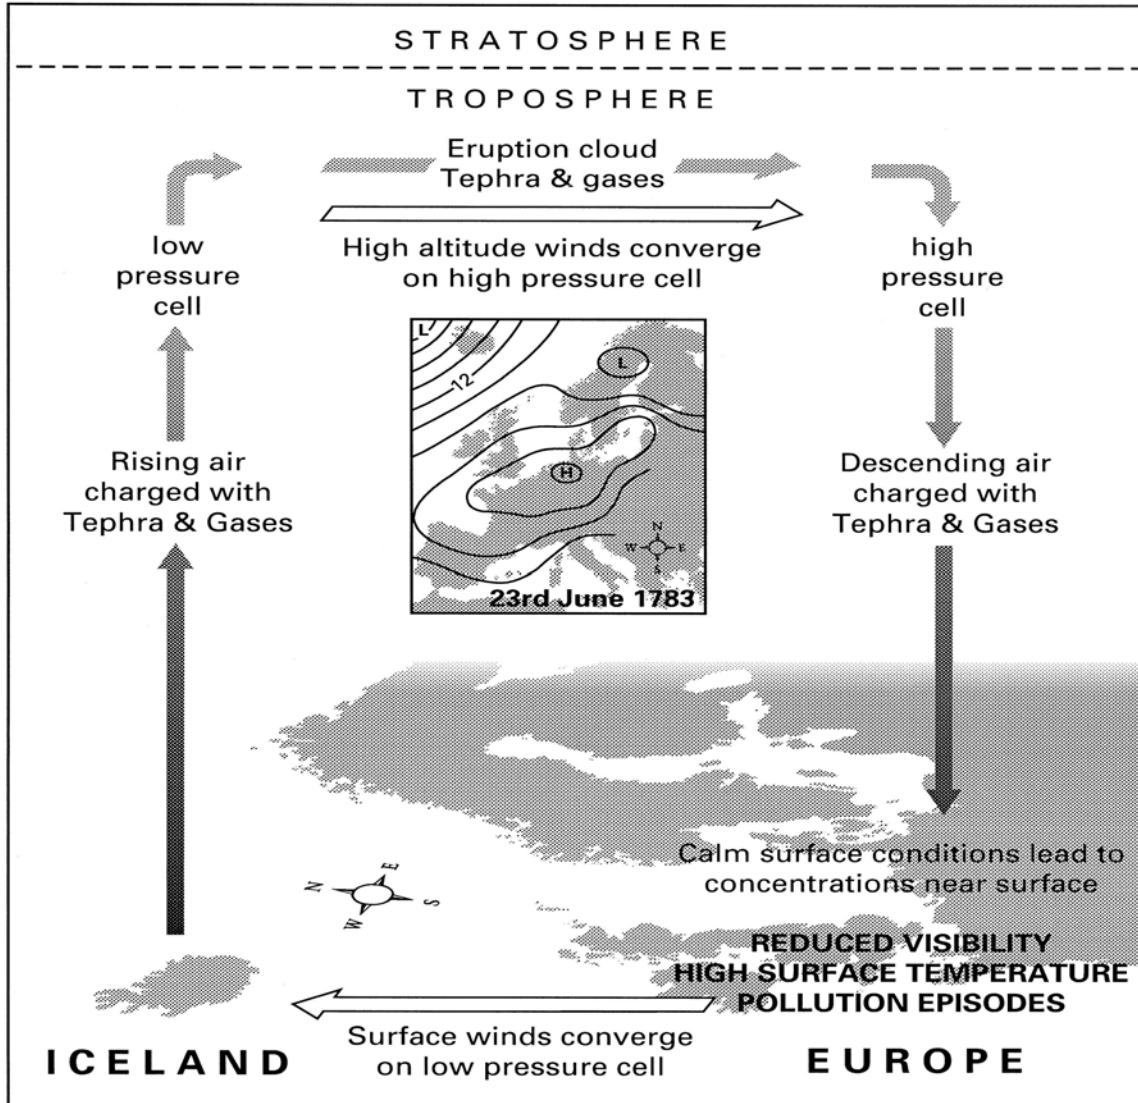 STRATOSPHERE
TROPOSPHERE
Eruption cloud
Tephra & gases
High altitude winds converge
on high pressure cell
low
pressure
cell
high
pressure
cell
L
12
L
H
N
W E
S
23rd June 1783
Rising air
charged with
Tephra & Gases
Descending air
charged with
Tephra & Gases
Calm surface conditions lead to
concentrations near surface
N
E
W
S
REDUCED VISIBILITY
HIGH SURFACE TEMPERATURE
POLLUTION EPISODES
Surface winds converge
on low pressure cell
ICELAND
EUROPE